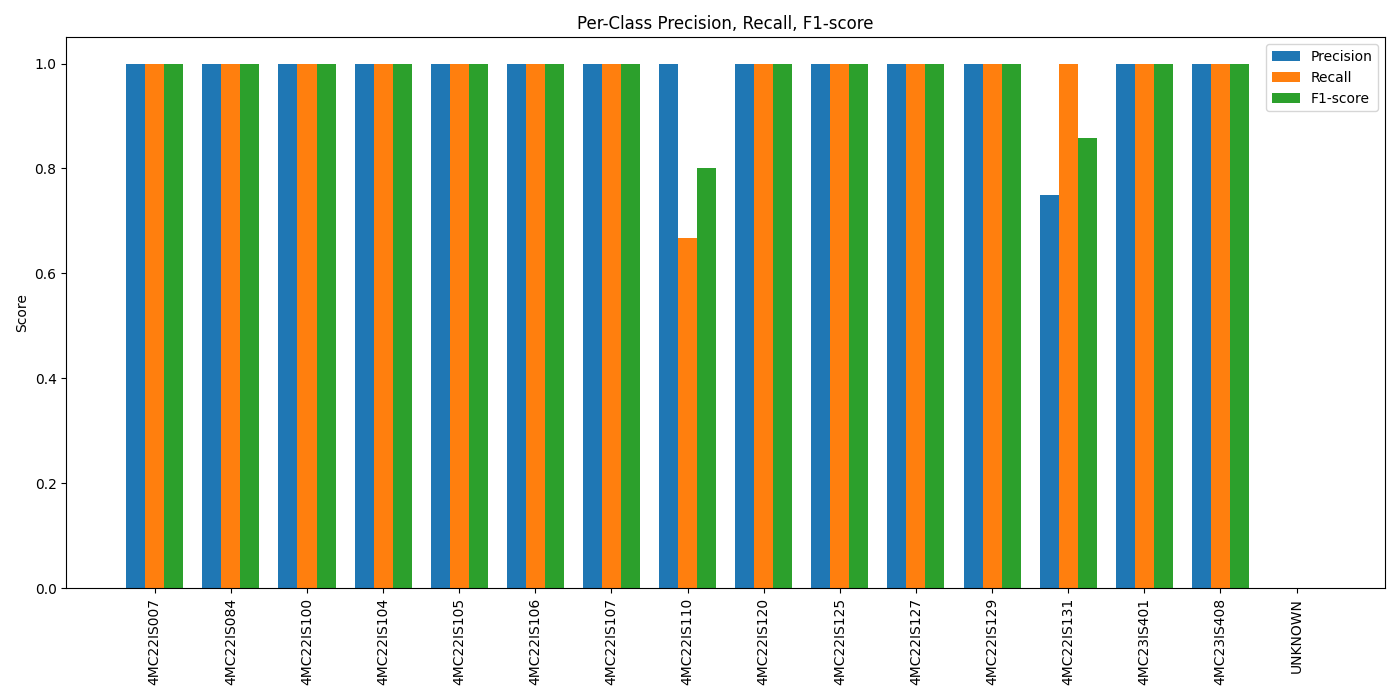 Per-Class Precision, Recall, F1-score
Precision
Recall
F1-score
1.0
0.8
0.6
0.4
0.2
0.0
Score
4MC22IS007
4MC22IS084
4MC22IS100
4MC22IS104
4MC22IS105
4MC22IS106
4MC22IS107
4MC22IS110
4MC22IS120
4MC22IS125
4MC22IS127
4MC22IS129
4MC22IS131
4MC23IS401
4MC23IS408
UNKNOWN